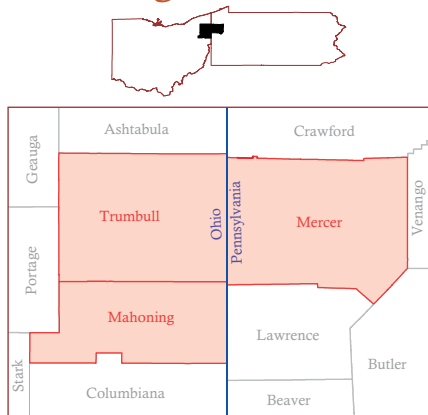 Ashtabula
Crawford
Geauga
Trumbull
Ohio
Pennsylvania
Mercer
Venango
Portage
Mahoning
Lawrence
Butler
Stark
Columbiana
Beaver